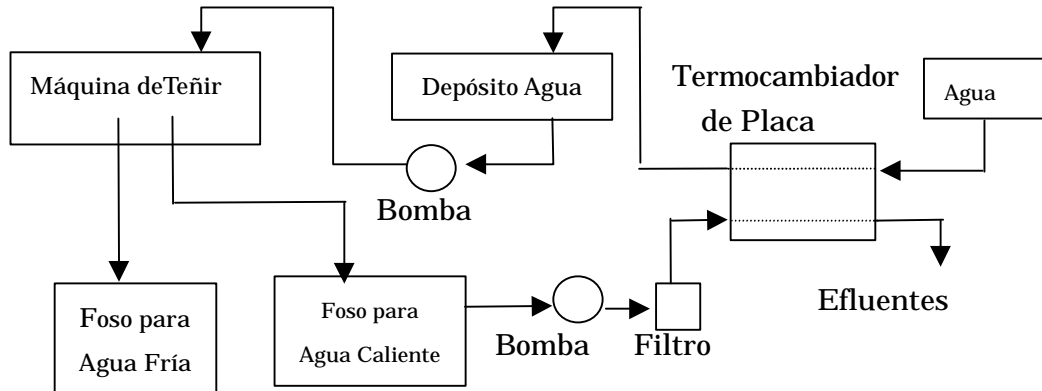 Máquina deTeñir
Depósito Agua
Termocambiador
de Placa
Agua
Bomba
Foso para
Agua Fría
Foso para
Agua Caliente
Bomba
Filtro
Efluentes